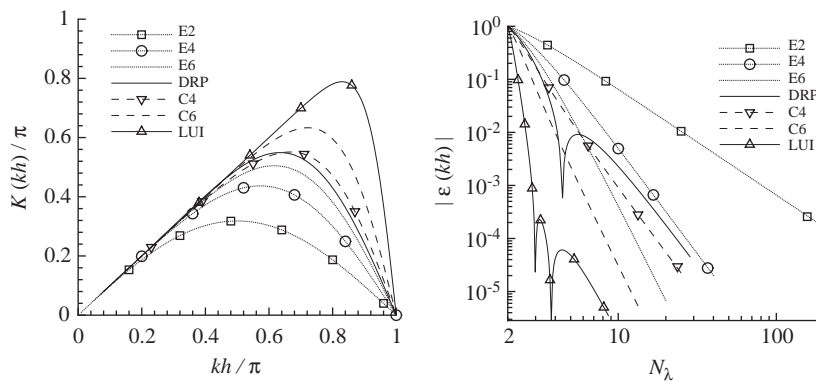 1
0.8
0.6
0.4
0.2
0
0
0.2
0.4
0.6
0.8
1
K (kh) / π
kh / π
E2
E4
E6
DRP
C4
C6
LUI
10^0
10^-1
10^-2
10^-3
10^-4
10^-5
2
10
100
| ε (kh) |
N_λ
E2
E4
E6
DRP
C4
C6
LUI